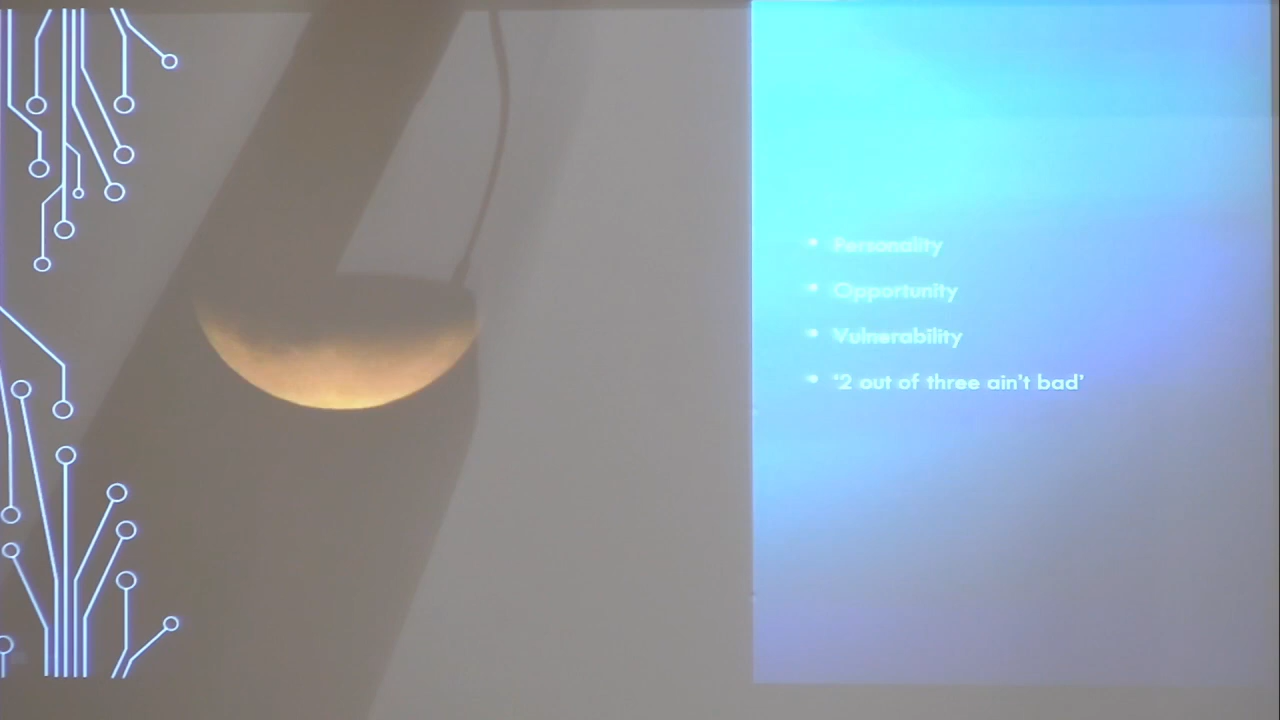 • Personality
• Opportunity
• Vulnerability
• ‘2 out of three ain’t bad’